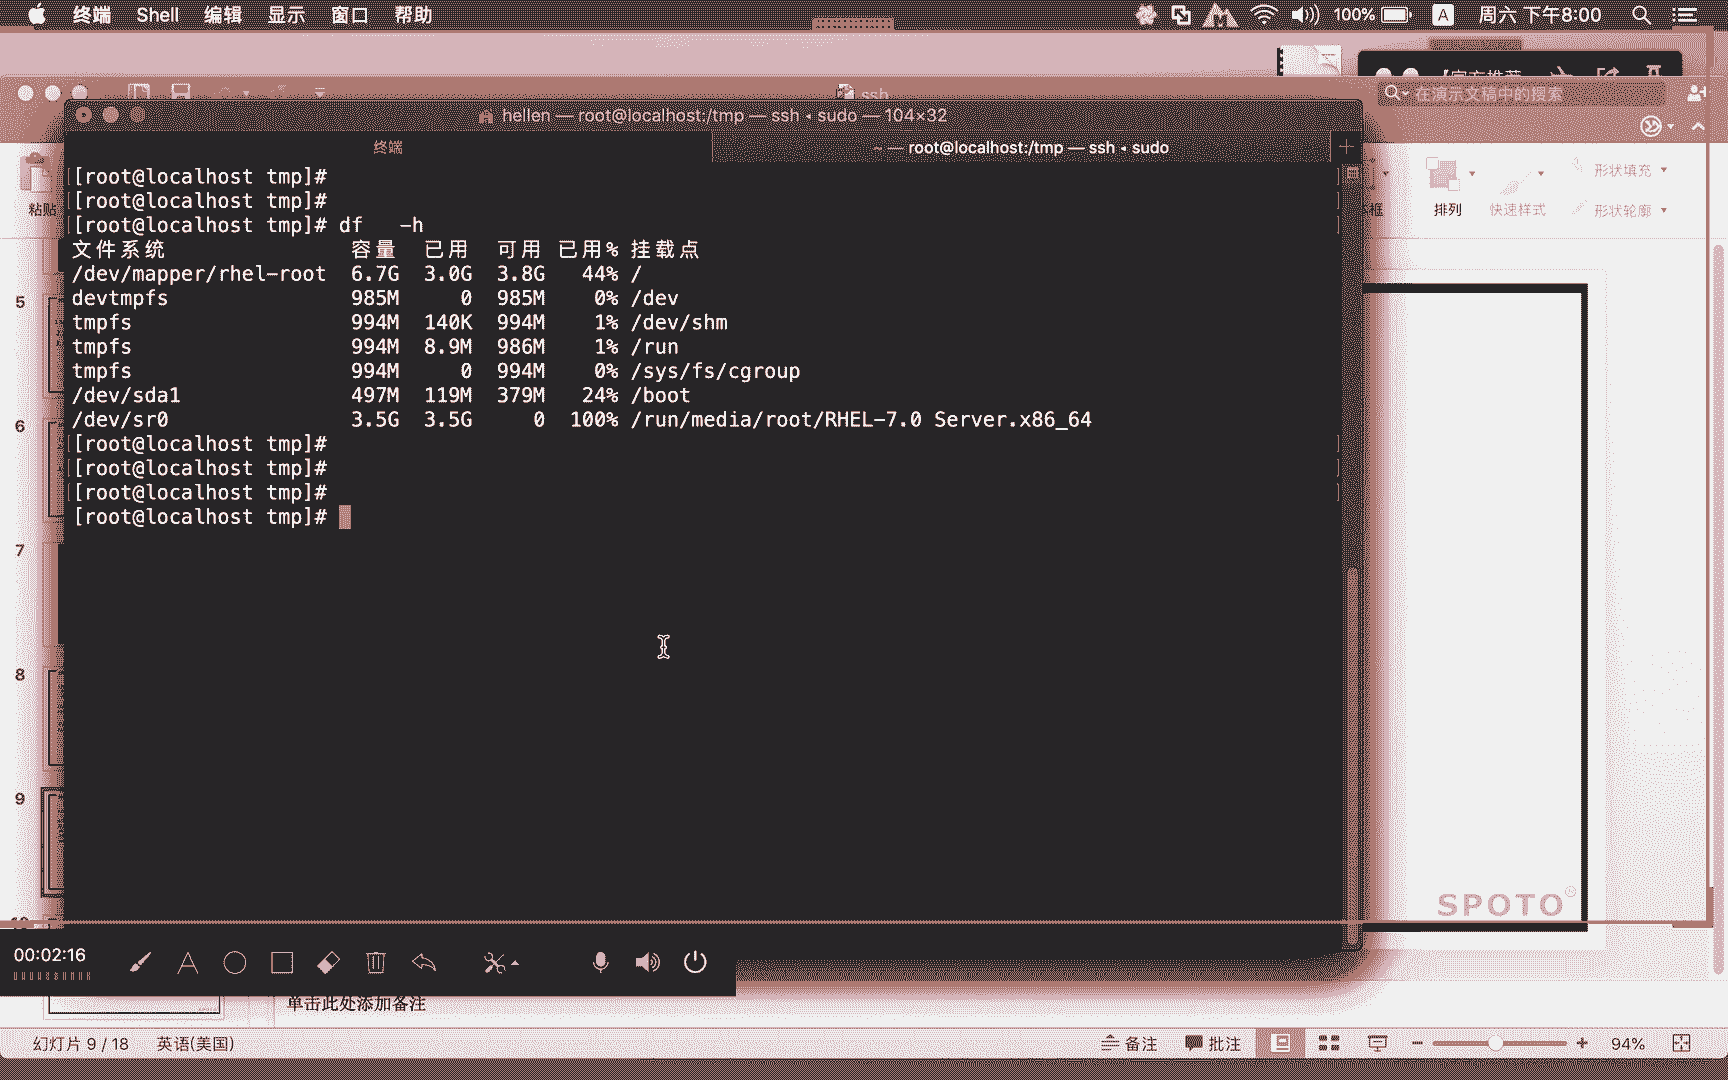 终端 Shell 编辑 显示 窗口 帮助 100% A 周六 下午8:00
ssh
在演示文稿中的搜索
hellen — root@localhost:/tmp — ssh • sudo — 104×32
终端
~ — root@localhost:/tmp — ssh • sudo
粘贴
排列
快速样式
形状填充
形状轮廓
[[root@localhost tmp]#
[[root@localhost tmp]#
[[root@localhost tmp]# df   -h
文件系统 容量 已用 可用 已用% 挂载点
/dev/mapper/rhel-root 6.7G 3.0G 3.8G 44% /
devtmpfs 985M 0 985M 0% /dev
tmpfs 994M 140K 994M 1% /dev/shm
tmpfs 994M 8.9M 986M 1% /run
tmpfs 994M 0 994M 0% /sys/fs/cgroup
/dev/sda1 497M 119M 379M 24% /boot
/dev/sr0 3.5G 3.5G 0 100% /run/media/root/RHEL-7.0 Server.x86_64
[[root@localhost tmp]#
[[root@localhost tmp]#
[[root@localhost tmp]#
[root@localhost tmp]#
5
6
7
8
9
SPOTO
00:02:16
单击此处添加备注
幻灯片 9 / 18 英语(美国) 备注 批注 94%